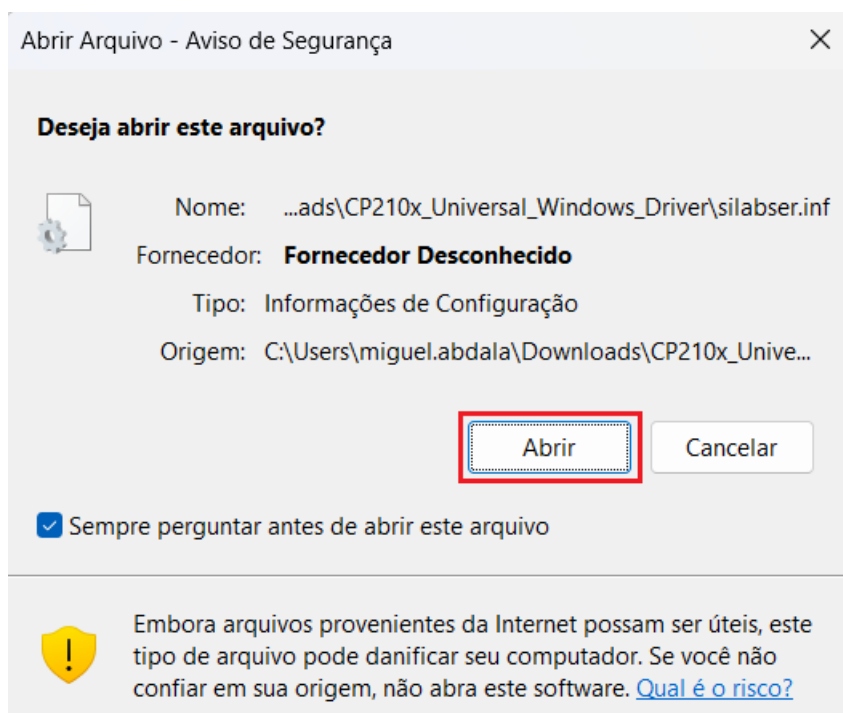 Abrir Arquivo - Aviso de Segurança
Deseja abrir este arquivo?
Nome: ...ads\CP210x_Universal_Windows_Driver\silabser.inf
Fornecedor: Fornecedor Desconhecido
Tipo: Informações de Configuração
Origem: C:\Users\miguel.abdala\Downloads\CP210x_Unive...
Abrir Cancelar
Sempre perguntar antes de abrir este arquivo
Embora arquivos provenientes da Internet possam ser úteis, este
tipo de arquivo pode danificar seu computador. Se você não
confiar em sua origem, não abra este software. Qual é o risco?